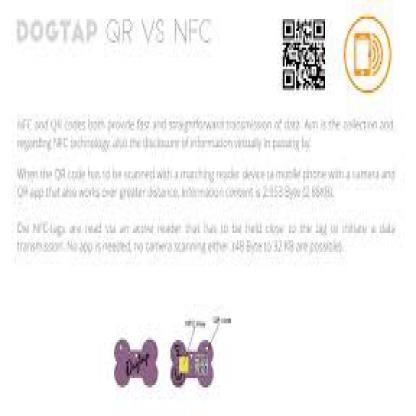 DOGTAP QR VS NFC
NFC and QR codes both provide fast and straightforward transmission of data. Aim is the collection and
regarding NFC technology, also the disclosure of information virtually in passing by.
When the QR code has to be scanned with a matching reader device (a mobile phone with a camera and
QR app that also works over greater distance. Information content is 2.953 Byte (2.88KB).
Die NFC-tags are read via an active reader that has to be held close to the tag to initiate a data
transmission. No app is needed, no camera scanning either. (48 Byte to 32 KB are possible).
QR code
Dogtap